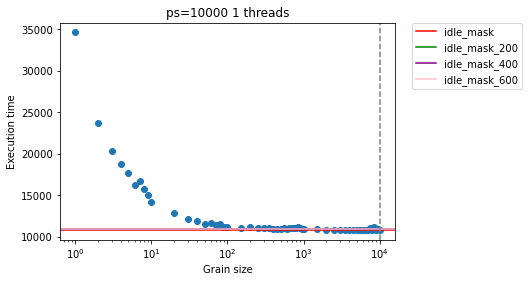 ps=10000 1 threads
35000
30000
25000
20000
15000
10000
Execution time
10^0
10^1
10^2
10^3
10^4
Grain size
idle_mask
idle_mask_200
idle_mask_400
idle_mask_600